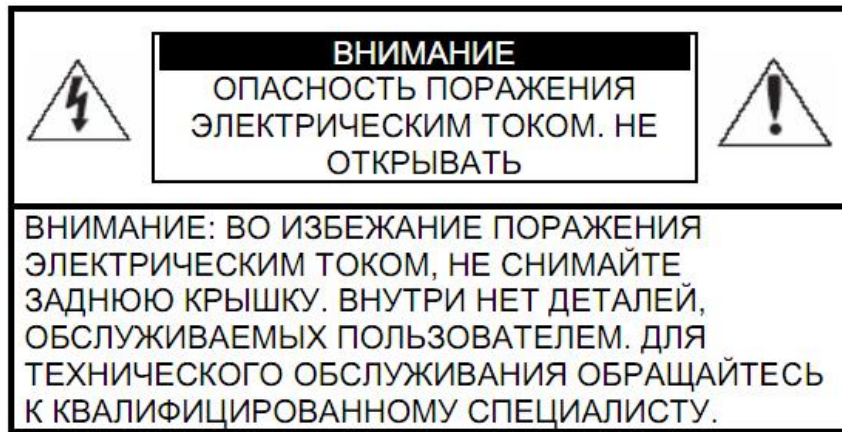 ВНИМАНИЕ
ОПАСНОСТЬ ПОРАЖЕНИЯ
ЭЛЕКТРИЧЕСКИМ ТОКОМ. НЕ
ОТКРЫВАТЬ
ВНИМАНИЕ: ВО ИЗБЕЖАНИЕ ПОРАЖЕНИЯ
ЭЛЕКТРИЧЕСКИМ ТОКОМ, НЕ СНИМАЙТЕ
ЗАДНЮЮ КРЫШКУ. ВНУТРИ НЕТ ДЕТАЛЕЙ,
ОБСЛУЖИВАЕМЫХ ПОЛЬЗОВАТЕЛЕМ. ДЛЯ
ТЕХНИЧЕСКОГО ОБСЛУЖИВАНИЯ ОБРАЩАЙТЕСЬ
К КВАЛИФИЦИРОВАННОМУ СПЕЦИАЛИСТУ.